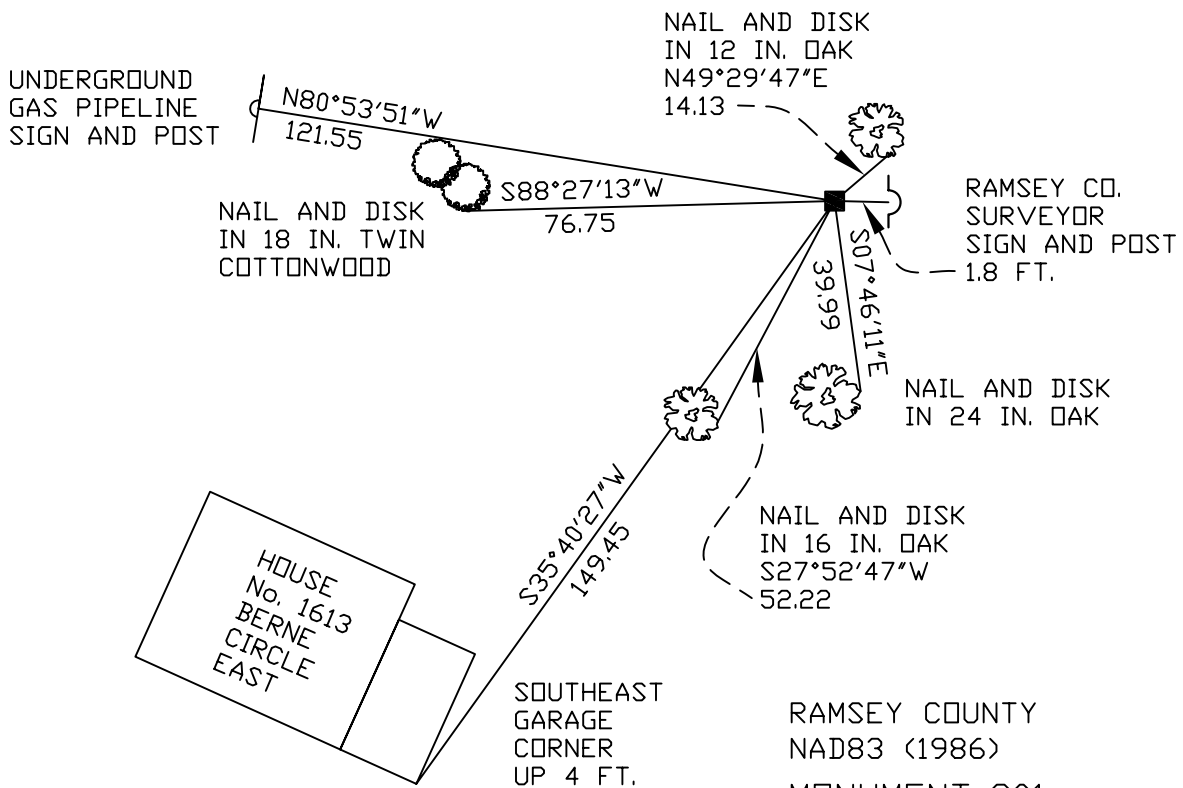 NAIL AND DISK
IN 12 IN. OAK
N49°29'47"E
14.13
UNDERGROUND
GAS PIPELINE
SIGN AND POST
N80°53'51"W
121.55
S88°27'13"W
76.75
NAIL AND DISK
IN 18 IN. TWIN
COTTONWOOD
RAMSEY CO.
SURVEYOR
SIGN AND POST
1.8 FT.
S07°46'11"E
39.99
NAIL AND DISK
IN 24 IN. OAK
S35°40'27"W
149.45
NAIL AND DISK
IN 16 IN. OAK
S27°52'47"W
52.22
HOUSE
No. 1613
BERNE
CIRCLE
EAST
SOUTHEAST
GARAGE
CORNER
UP 4 FT.
RAMSEY COUNTY
NAD83 (1986)
MONUMENT